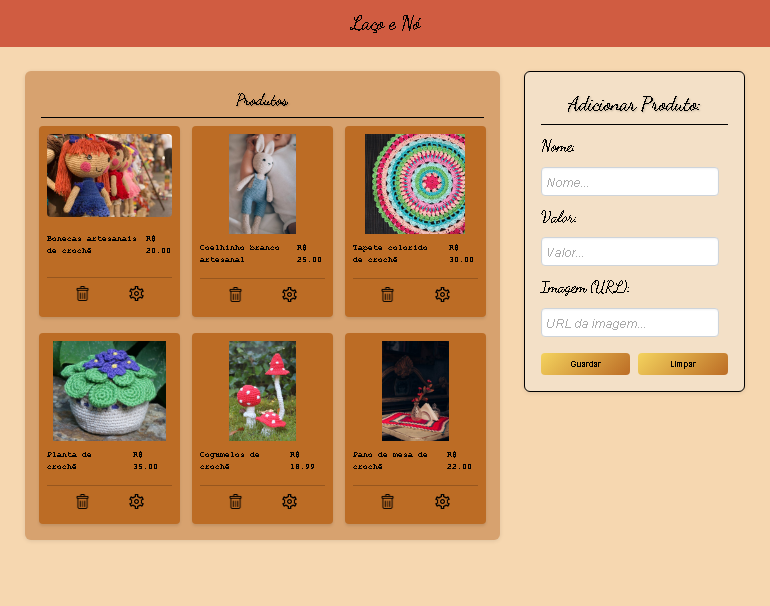 Laço e Nó
Produtos
Bonecas artesanais R$
de crochê 20.00
Coelhinho branco R$
artesanal 25.00
Tapete colorido R$
de crochê 30.00
Planta de R$
crochê 35.00
Cogumelos de R$
crochê 18.99
Pano de mesa de R$
crochê 22.00
Adicionar Produto:
Nome:
Nome...
Valor:
Valor...
Imagem (URL):
URL da imagem...
Guardar Limpar